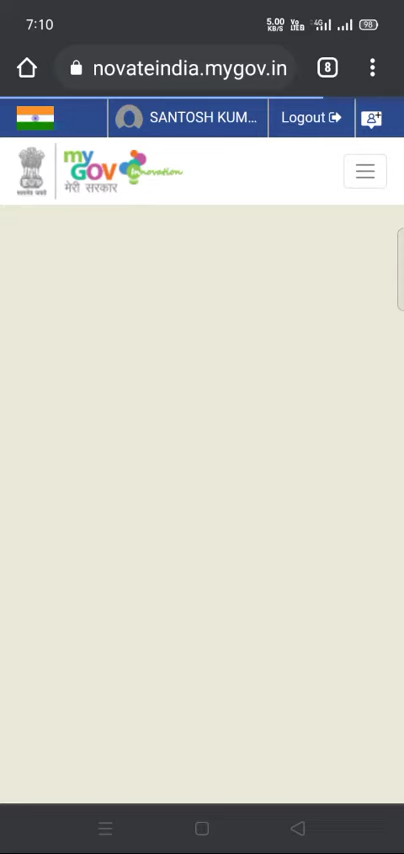 7:10 5.00 KB/S Vo LTE 4G 98
novateindia.mygov.in 8
SANTOSH KUM... Logout
my
GOV Innovation
मेरी सरकार